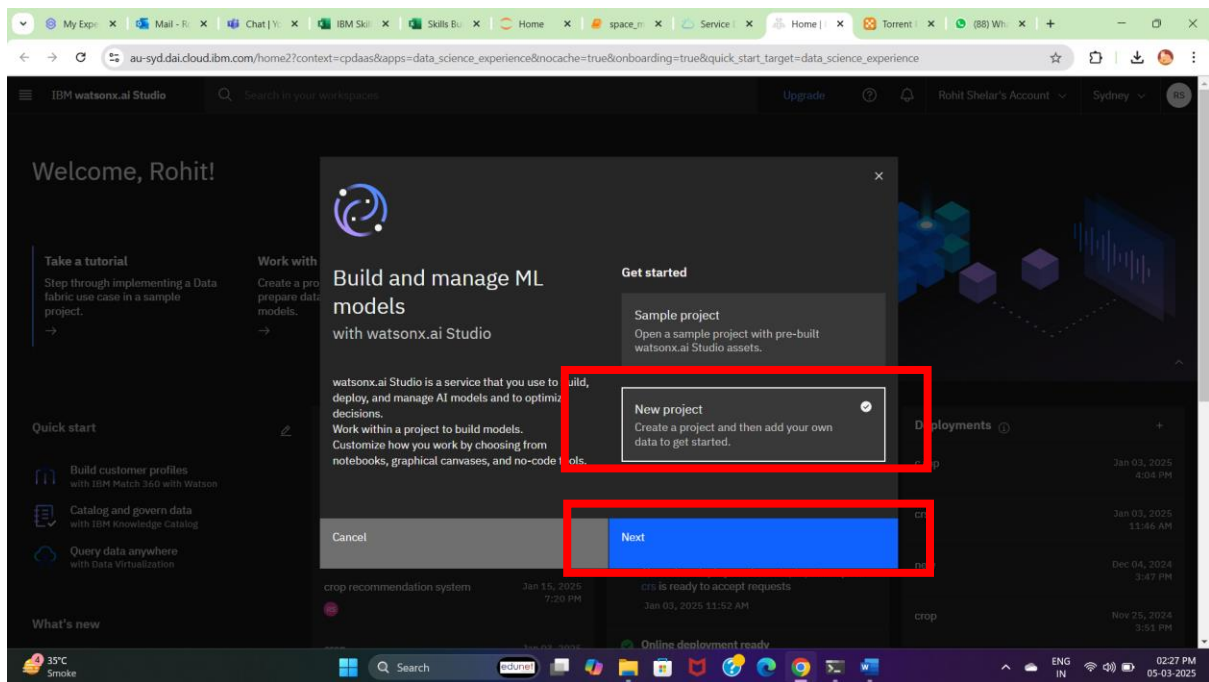 My Expe
Mail - R
Chat | Yo
IBM Skil
Skills Bu
Home
space_m
Service
Home |
Torrent
(88) Wh
au-syd.dai.cloud.ibm.com/home2?context=cpdaas&apps=data_science_experience&nocache=true&onboarding=true&quick_start_target=data_science_experience
IBM watsonx.ai Studio
Search in your workspaces
Upgrade
Rohit Shelar's Account
Sydney
RS
Welcome, Rohit!
Take a tutorial
Step through implementing a Data
fabric use case in a sample
project.
→
Work with
Create a pro
prepare data
models.
→
Build and manage ML
models
with watsonx.ai Studio
watsonx.ai Studio is a service that you use to build,
deploy, and manage AI models and to optimiz
decisions.
Work within a project to build models.
Customize how you work by choosing from
notebooks, graphical canvases, and no-code tools.
Get started
Sample project
Open a sample project with pre-built
watsonx.ai Studio assets.
New project
Create a project and then add your own
data to get started.
Cancel
Next
Quick start
Build customer profiles
with IBM Match 360 with Watson
Catalog and govern data
with IBM Knowledge Catalog
Query data anywhere
with Data Virtualization
What's new
crop recommendation system
Jan 15, 2025
7:20 PM
RS
crs is ready to accept requests
Jan 03, 2025 11:52 AM
Online deployment ready
Deployments
Jan 03, 2025
4:04 PM
Jan 03, 2025
11:46 AM
Dec 04, 2024
3:47 PM
crop
Nov 25, 2024
3:51 PM
4
35°C
Smoke
Search
edunet
ENG
IN
02:27 PM
05-03-2025